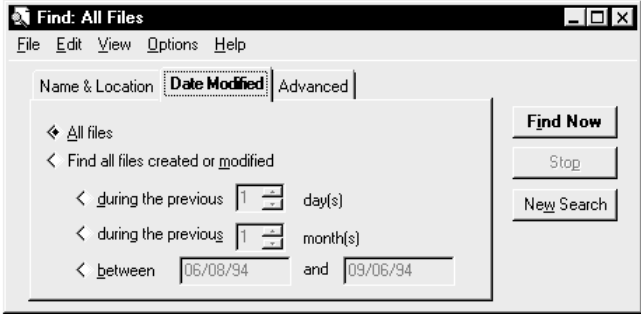 Find: All Files
File Edit View Options Help
Name & Location Date Modified Advanced
All files
Find all files created or modified
during the previous 1 day(s)
during the previous 1 month(s)
between 06/08/94 and 09/06/94
Find Now
Stop
New Search